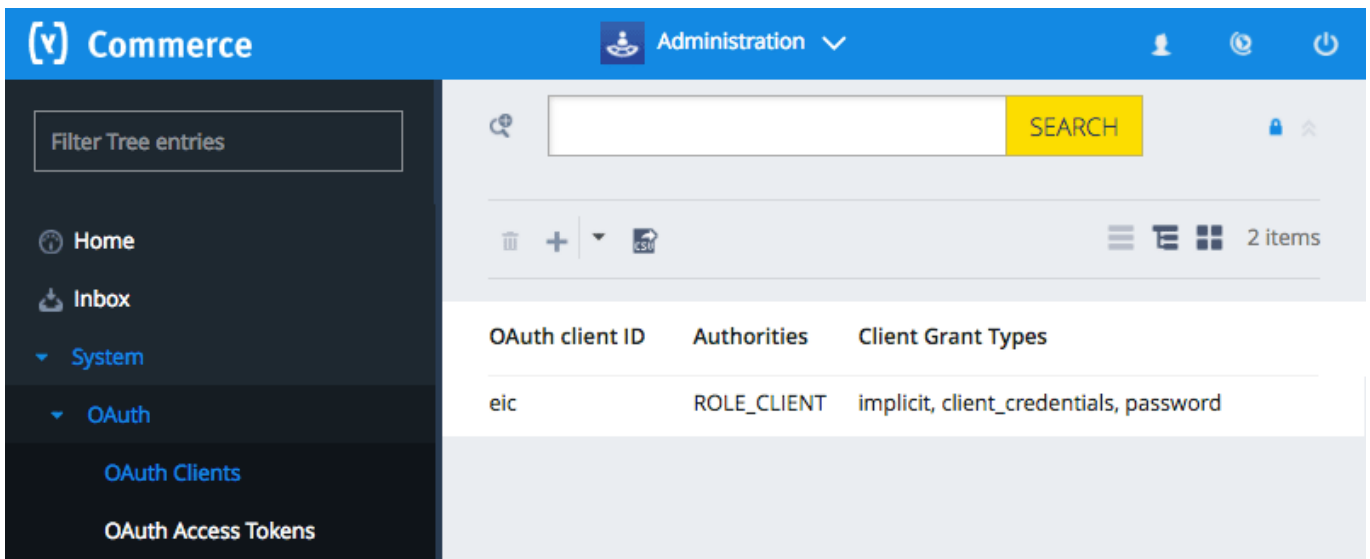 (y) Commerce
Administration
Filter Tree entries
SEARCH
Home
CSV
2 items
Inbox
OAuth client ID Authorities Client Grant Types
System
eic ROLE_CLIENT implicit, client_credentials, password
OAuth
OAuth Clients
OAuth Access Tokens